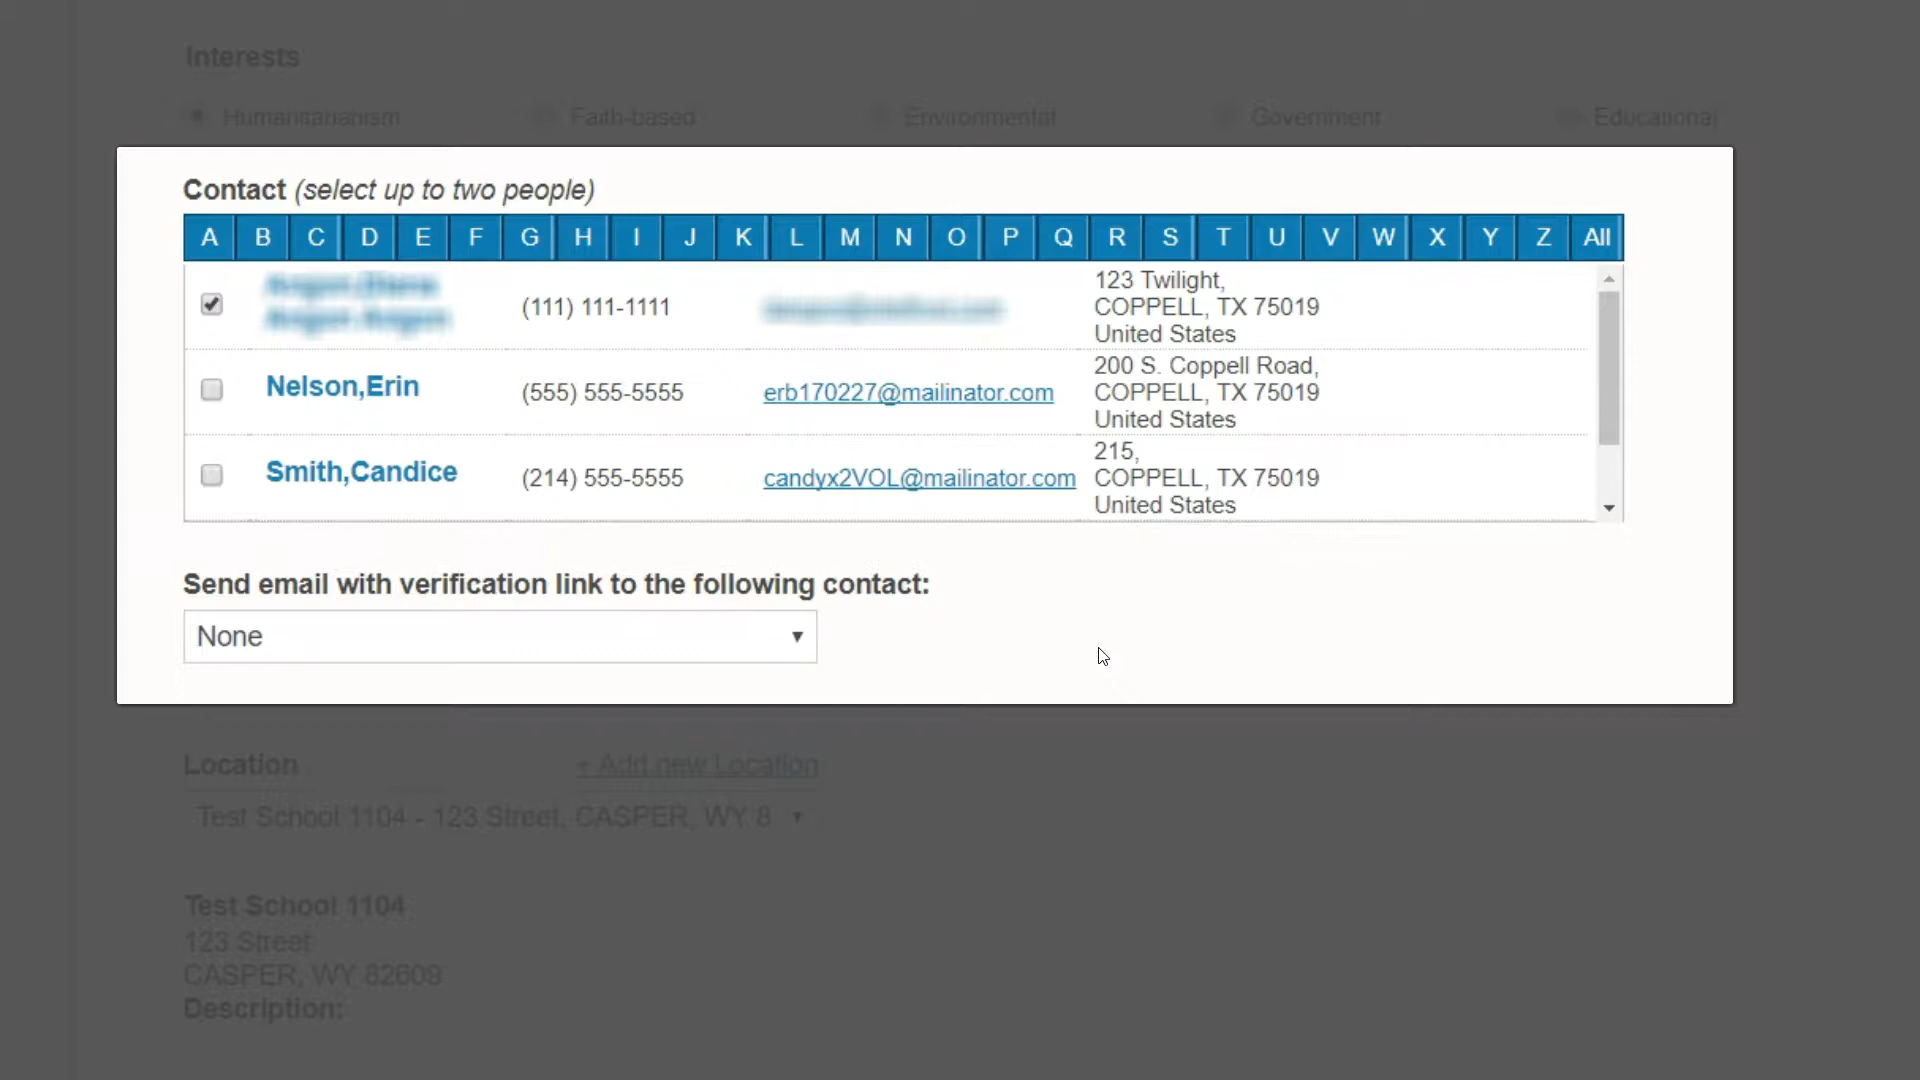 Interests
Humanitarianism Faith-based Environmental Government Educational
Contact (select up to two people)
A B C D E F G H I J K L M N O P Q R S T U V W X Y Z All
(111) 111-1111
123 Twilight,
COPPELL, TX 75019
United States
Nelson,Erin (555) 555-5555 erb170227@mailinator.com
200 S. Coppell Road,
COPPELL, TX 75019
United States
Smith,Candice (214) 555-5555 candyx2VOL@mailinator.com
215,
COPPELL, TX 75019
United States
Send email with verification link to the following contact:
None
Location + Add new Location
Test School 1104 - 123 Street, CASPER, WY 8
Test School 1104
123 Street
CASPER, WY 82609
Description: